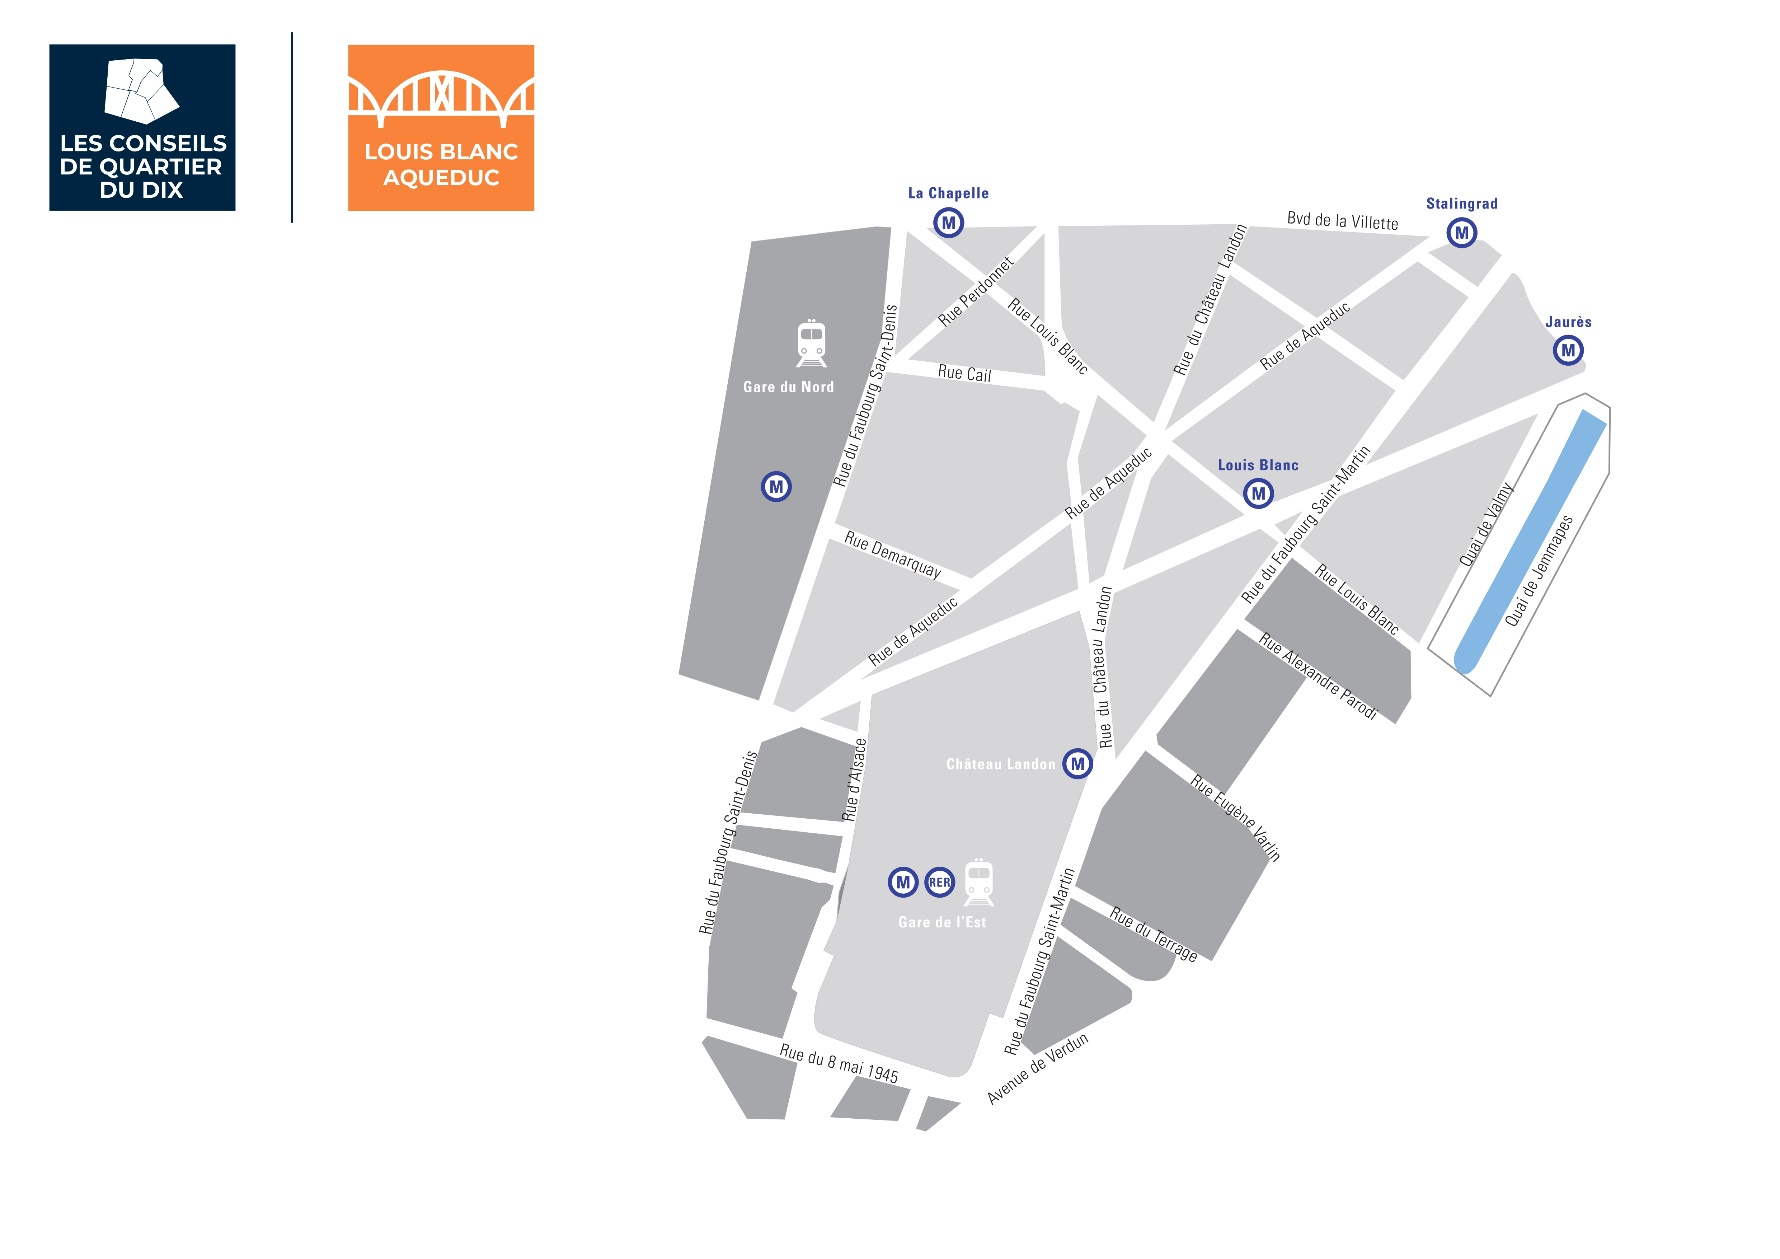 LES CONSEILS
DE QUARTIER
DU DIX
LOUIS BLANC
AQUEDUC
La Chapelle
M
Stalingrad
M
Bvd de la Villette
Rue Perdonnet
Rue Louis Blanc
Rue du Château Landon
Rue de Aqueduc
Jaurès
M
Gare du Nord
M
Rue du Faubourg Saint-Denis
Rue Cail
Rue de Aqueduc
Louis Blanc
M
Rue du Faubourg Saint-Martin
Quai de Valmy
Quai de Jemmapes
Rue Demarquay
Rue de Aqueduc
Rue Louis Blanc
Rue Alexandre Parodi
Rue du Château Landon
Château Landon
M
Rue d'Alsace
Rue du Faubourg Saint-Denis
Rue Eugène Varlin
M
RER
Gare de l'Est
Rue du Faubourg Saint-Martin
Rue du Terrage
Avenue de Verdun
Rue du 8 mai 1945